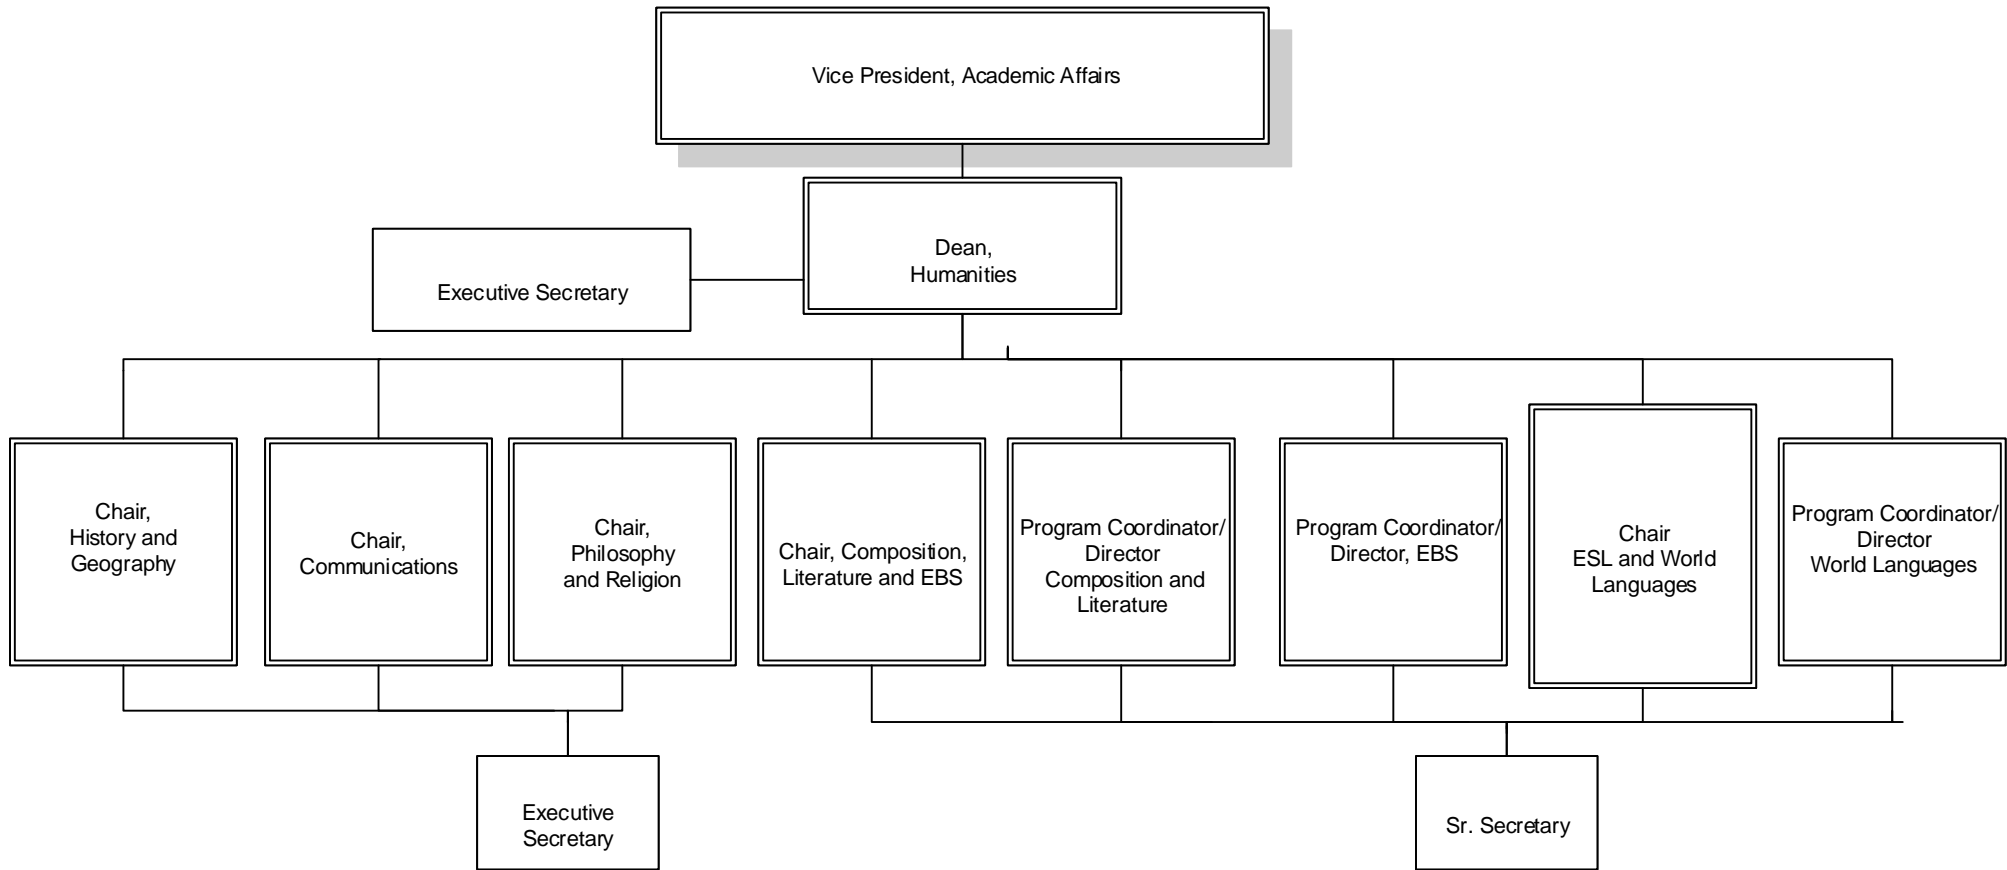 Vice President, Academic Affairs
Dean,
Humanities
Executive Secretary
Chair,
History and
Geography
Chair,
Communications
Chair,
Philosophy
and Religion
Chair, Composition,
Literature and EBS
Program Coordinator/
Director
Composition and
Literature
Program Coordinator/
Director, EBS
Chair
ESL and World
Languages
Program Coordinator/
Director
World Languages
Executive
Secretary
Sr. Secretary